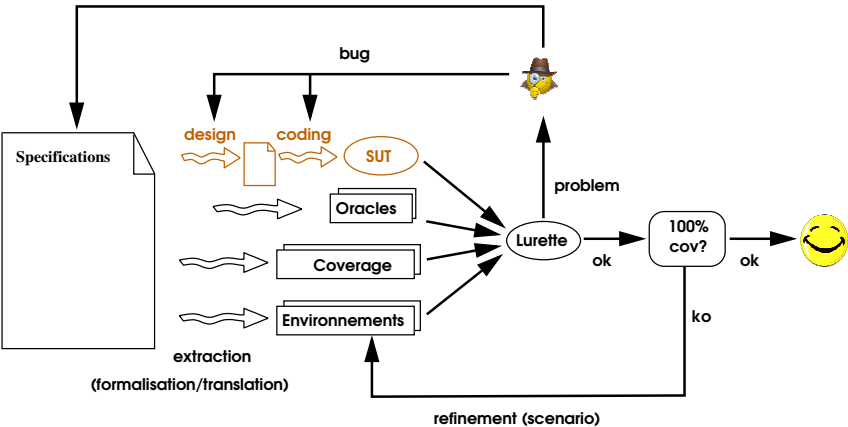 bug
design
coding
Specifications
SUT
problem
Oracles
100%
cov?
Lurette
ok
ok
Coverage
Environnements
ko
extraction
(formalisation/translation)
refinement (scenario)